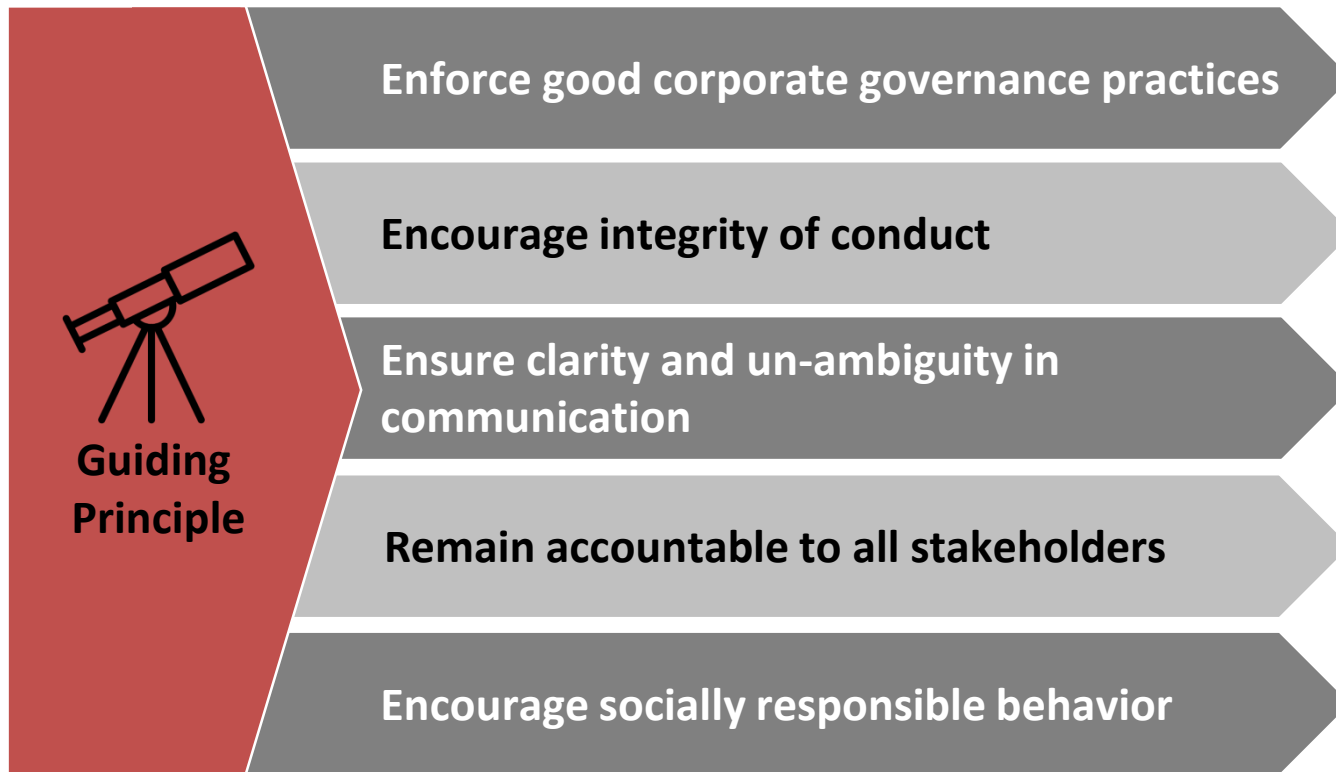 Enforce good corporate governance practices
Encourage integrity of conduct
Ensure clarity and un-ambiguity in
communication
Guiding
Principle
Remain accountable to all stakeholders
Encourage socially responsible behavior